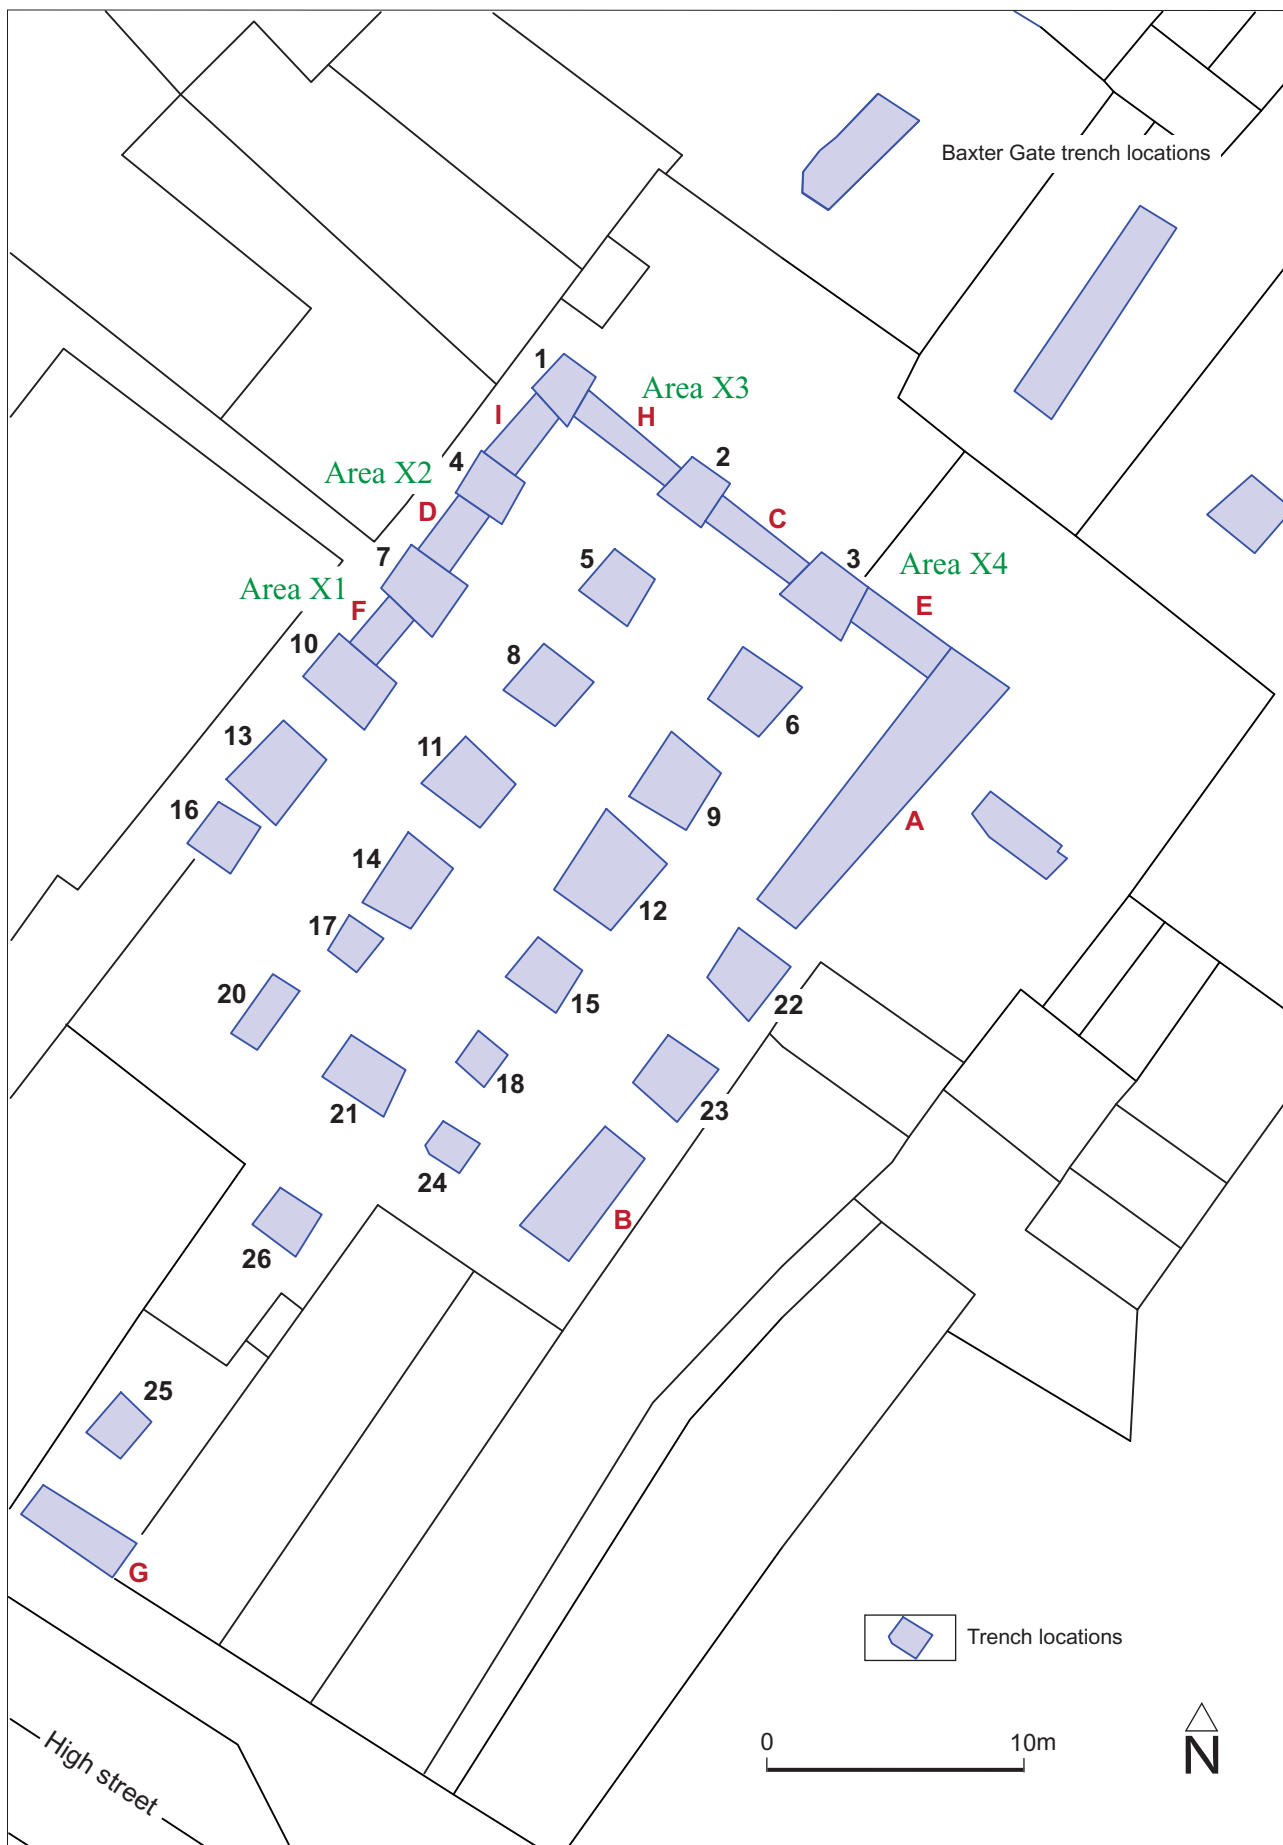 Baxter Gate trench locations
1
Area X3
I
H
4
2
Area X2
D
C
7
5
3
Area X4
Area X1
F
E
10
8
6
13
11
9
16
A
14
12
17
20
15
22
18
21
23
24
B
26
25
G
Trench locations
0
10m
N
High street